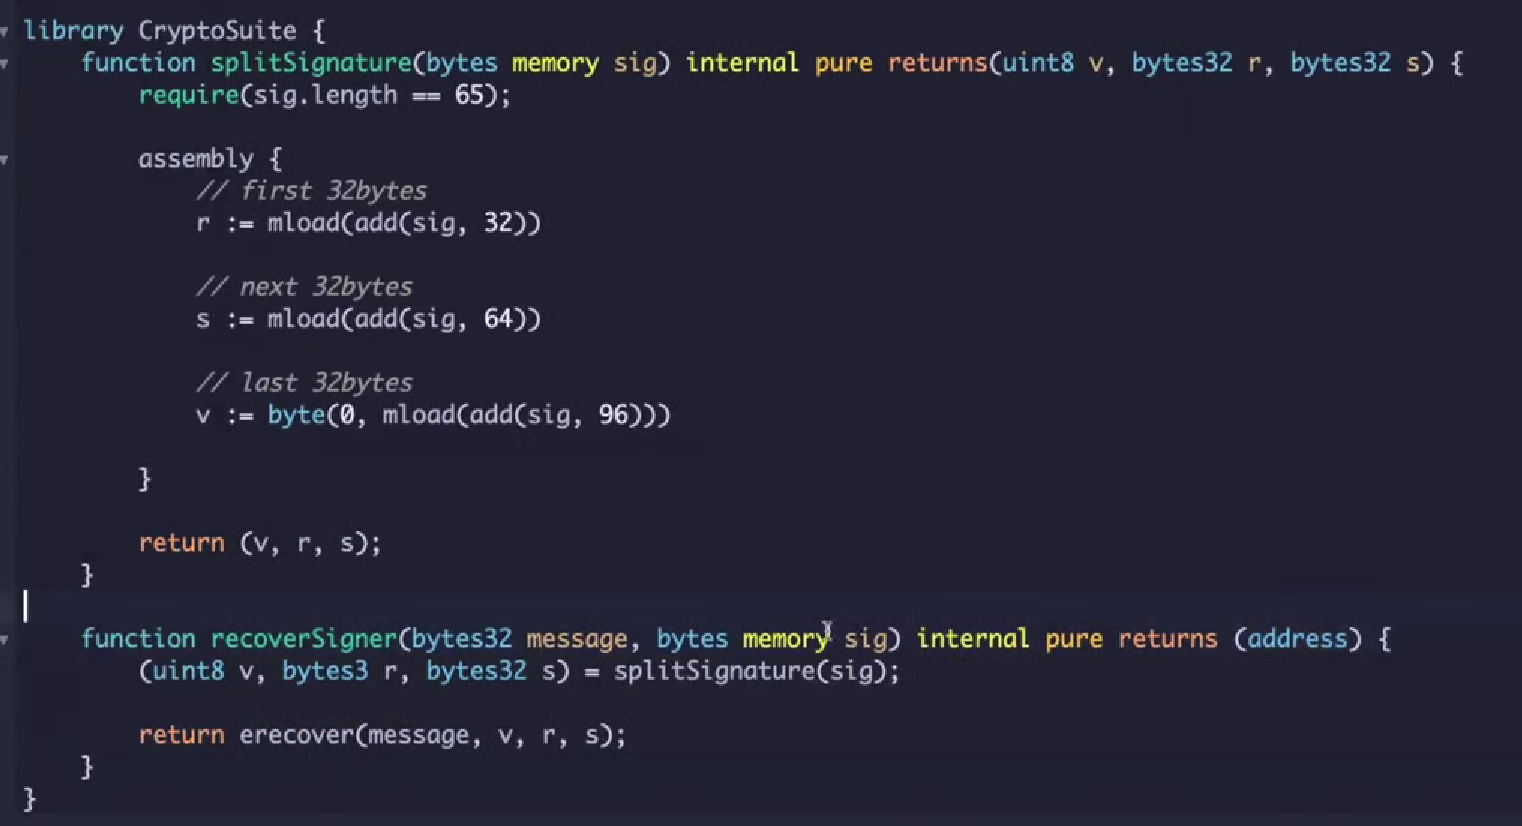 library CryptoSuite {
function splitSignature(bytes memory sig) internal pure returns(uint8 v, bytes32 r, bytes32 s) {
require(sig.length == 65);
assembly {
// first 32bytes
r := mload(add(sig, 32))
// next 32bytes
s := mload(add(sig, 64))
// last 32bytes
v := byte(0, mload(add(sig, 96)))
}
return (v, r, s);
}
function recoverSigner(bytes32 message, bytes memory sig) internal pure returns (address) {
(uint8 v, bytes3 r, bytes32 s) = splitSignature(sig);
return erecover(message, v, r, s);
}
}